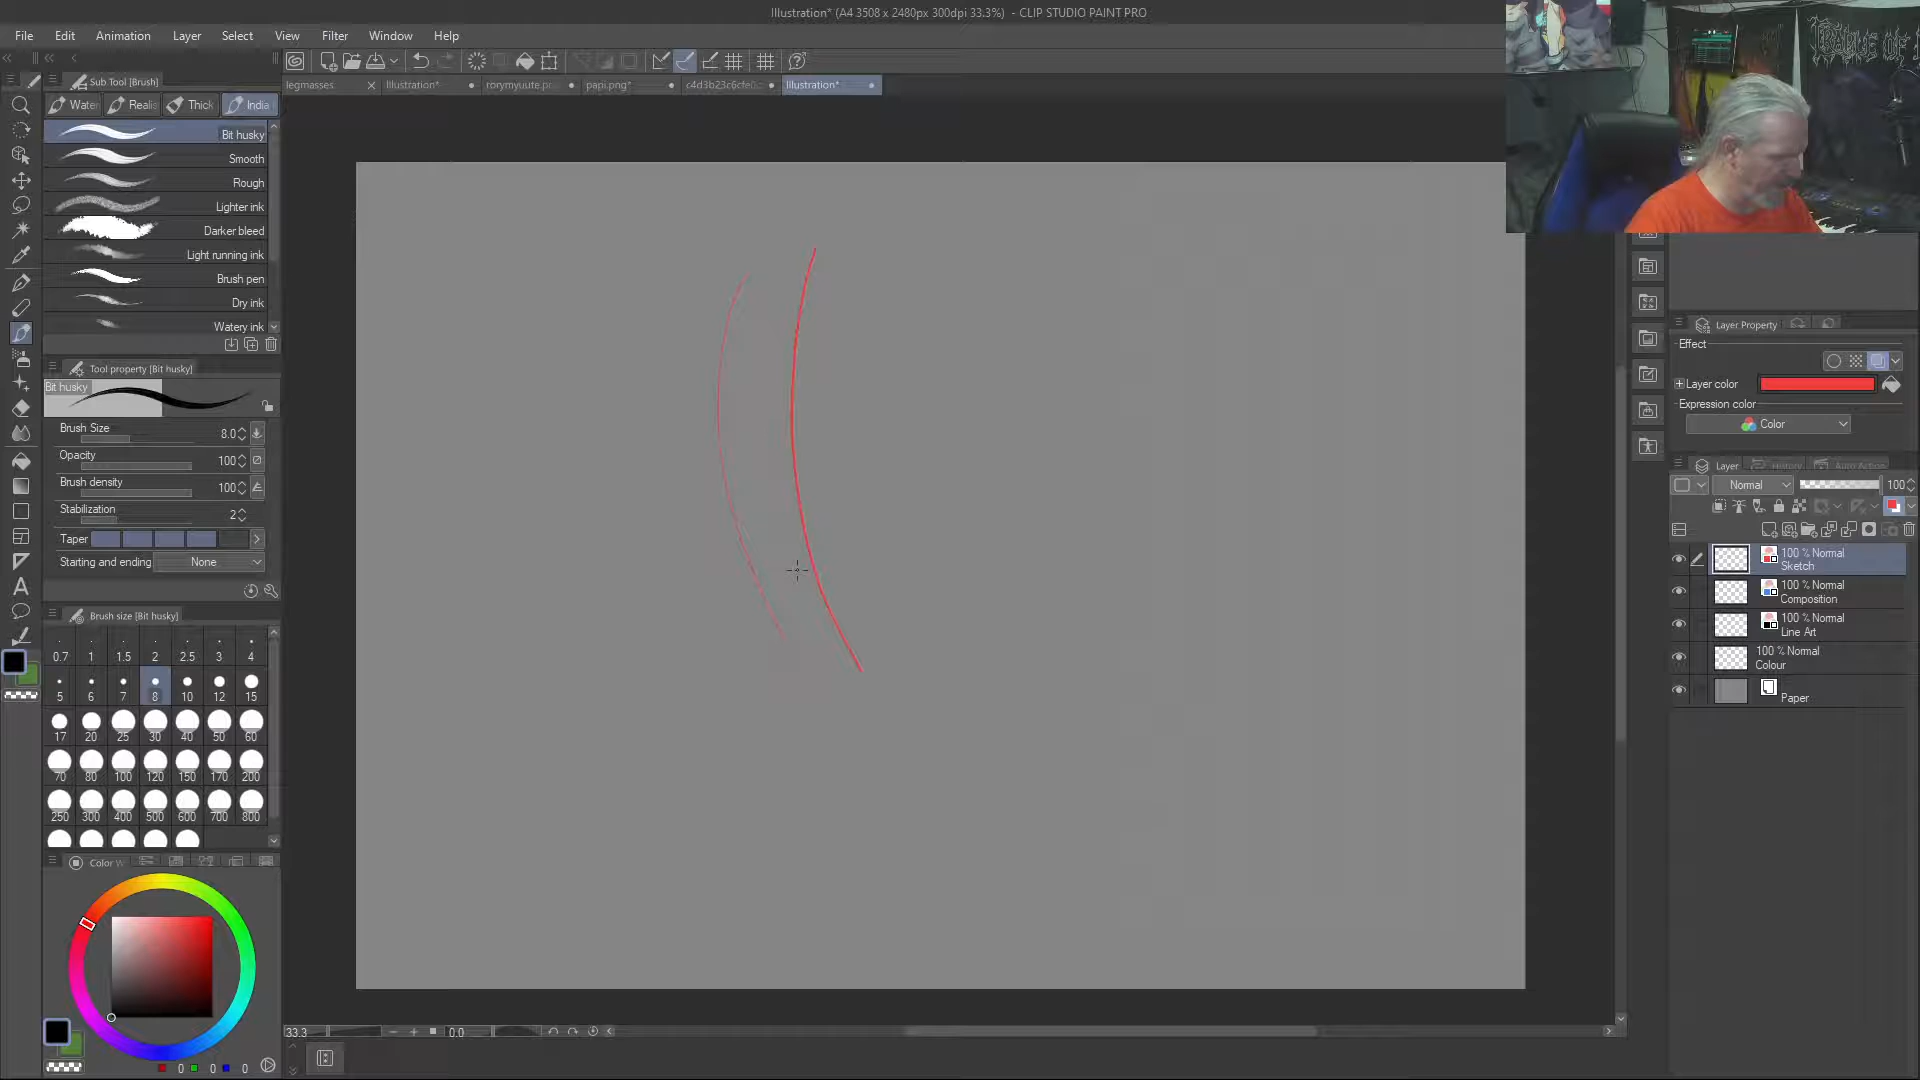 Illustration* (A4 3508 x 2480px 300dpi 33.3%) - CLIP STUDIO PAINT PRO
File Edit Animation Layer Select View Filter Window Help
Sub Tool [Brush]
legmasses Illustration* rorymyuute.p papi.png* Illustration*
Water Realis Thick India
Bit husky
Smooth
Rough
Lighter ink
Darker bleed
Light running ink
Brush pen
Dry ink
Watery ink
Tool property [Bit husky]
Bit husky
Brush Size 8.0
Opacity 100
Brush density 100
Stabilization 2
Taper
Starting and ending None
Brush size [Bit husky]
0.7 1 1.5 2 2.5 3 4
5 6 7 8 10 12 15
17 20 25 30 40 50 60
70 80 100 120 150 170 200
250 300 400 500 600 700 800
Color W
0 0 0
33.3 0.0
CRADLE OF
Layer Property
Effect
Layer color
Expression color
Color
Layer History Auto Action
Normal 100
100 % Normal
Sketch
100 % Normal
Composition
100 % Normal
Line Art
100 % Normal
Colour
Paper